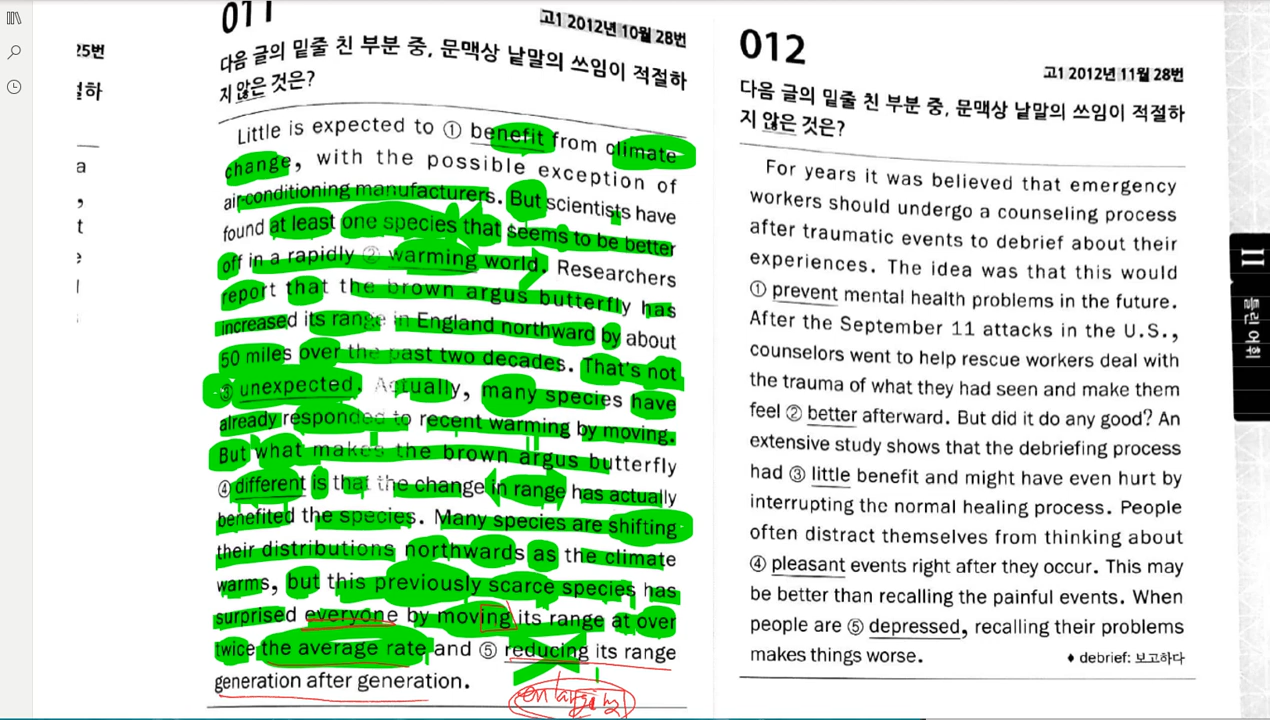 25번
절하
a
,
t
e
011
고1 2012년 10월 28번
다음 글의 밑줄 친 부분 중, 문맥상 낱말의 쓰임이 적절하
지 않은 것은?
Little is expected to ① benefit from climate
change, with the possible exception of
air-conditioning manufacturers. But scientists have
found at least one species that seems to be better
off in a rapidly ② warming world. Researchers
report that the brown argus butterfly has
increased its range in England northward by about
50 miles over the past two decades. That's not
③ unexpected. Actually, many species have
already responded to recent warming by moving.
But what makes the brown argus butterfly
④ different is that the change in range has actually
benefited the species. Many species are shifting
their distributions northwards as the climate
warms, but this previously scarce species has
surprised everyone by moving its range at over
twice the average rate and ⑤ reducing its range
generation after generation.
enlarging
012
고1 2012년 11월 28번
다음 글의 밑줄 친 부분 중, 문맥상 낱말의 쓰임이 적절하
지 않은 것은?
For years it was believed that emergency
workers should undergo a counseling process
after traumatic events to debrief about their
experiences. The idea was that this would
① prevent mental health problems in the future.
After the September 11 attacks in the U.S.,
counselors went to help rescue workers deal with
the trauma of what they had seen and make them
feel ② better afterward. But did it do any good? An
extensive study shows that the debriefing process
had ③ little benefit and might have even hurt by
interrupting the normal healing process. People
often distract themselves from thinking about
④ pleasant events right after they occur. This may
be better than recalling the painful events. When
people are ⑤ depressed, recalling their problems
makes things worse.
♦ debrief: 보고하다
II
틀린 어휘